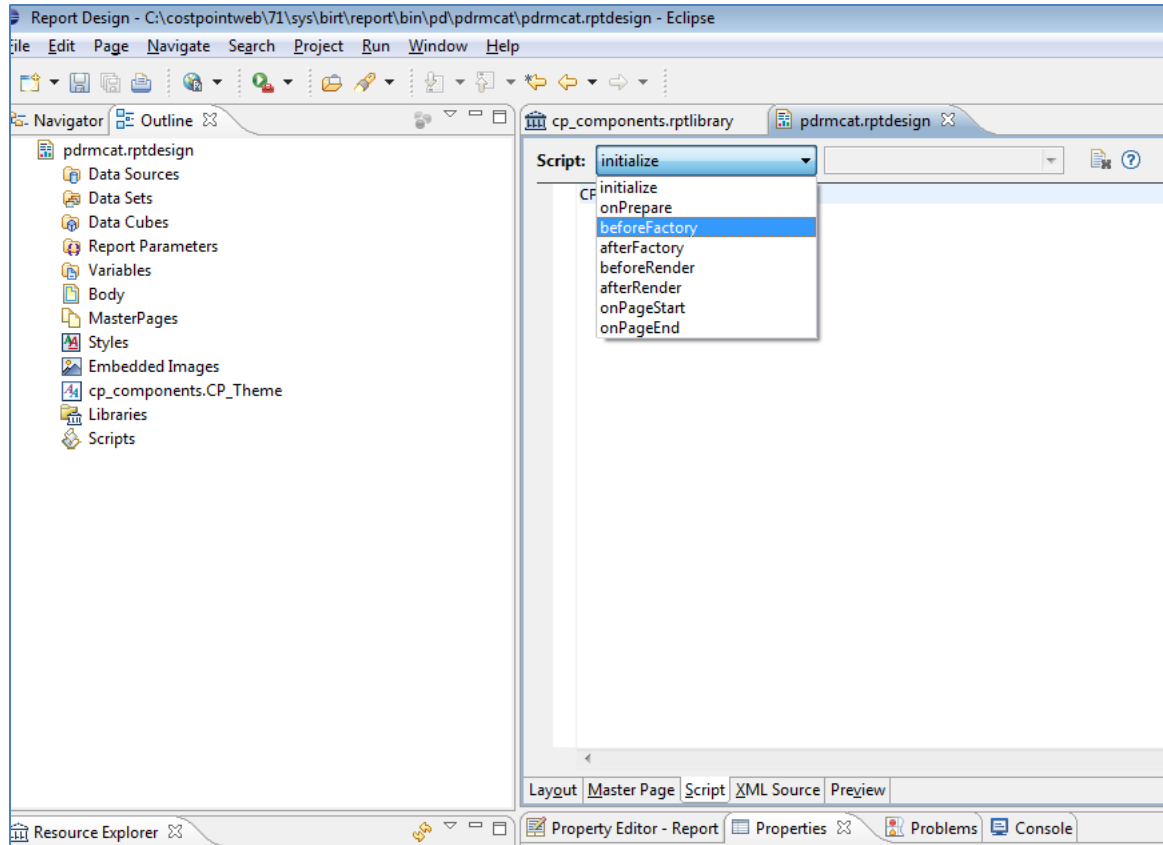 Report Design - C:\costpointweb\71\sys\birt\report\bin\pd\pdrmcat\pdrmcat.rptdesign - Eclipse
File Edit Page Navigate Search Project Run Window Help
Navigator Outline
cp_components.rptlibrary pdrmcat.rptdesign
pdrmcat.rptdesign
Data Sources
Data Sets
Data Cubes
Report Parameters
Variables
Body
MasterPages
Styles
Embedded Images
cp_components.CP_Theme
Libraries
Scripts
Script: initialize
CP
initialize
onPrepare
beforeFactory
afterFactory
beforeRender
afterRender
onPageStart
onPageEnd
Layout Master Page Script XML Source Preview
Resource Explorer
Property Editor - Report Properties Problems Console